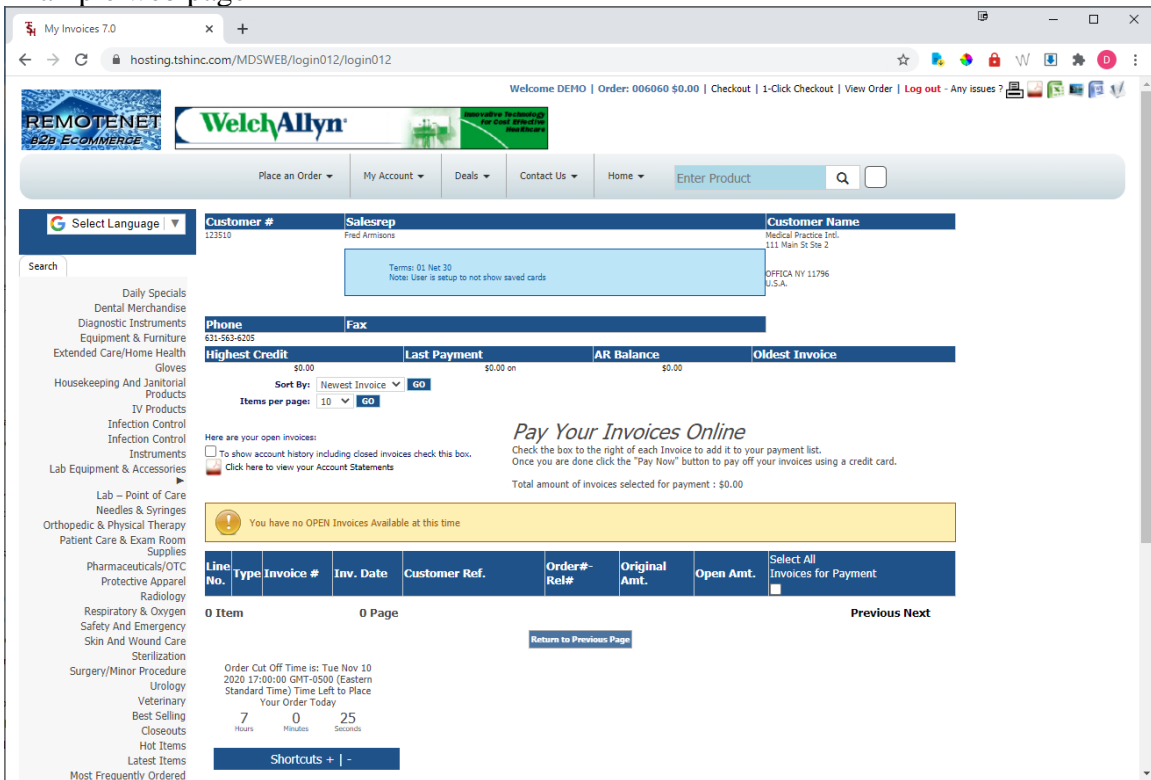 My Invoices 7.0
hosting.tshinc.com/MDSWEB/login012/login012
Welcome DEMO | Order: 006060 $0.00 | Checkout | 1-Click Checkout | View Order | Log out - Any issues ?
REMOTENET
B2B ECOMMERCE
WelchAllyn
Innovative Technology
for Cost Effective
Healthcare
Place an Order
My Account
Deals
Contact Us
Home
Enter Product
Select Language
Search
Daily Specials
Dental Merchandise
Diagnostic Instruments
Equipment & Furniture
Extended Care/Home Health
Gloves
Housekeeping And Janitorial
Products
IV Products
Infection Control
Infection Control
Instruments
Lab Equipment & Accessories
Lab – Point of Care
Needles & Syringes
Orthopedic & Physical Therapy
Patient Care & Exam Room
Supplies
Pharmaceuticals/OTC
Protective Apparel
Radiology
Respiratory & Oxygen
Safety And Emergency
Skin And Wound Care
Sterilization
Surgery/Minor Procedure
Urology
Veterinary
Best Selling
Closeouts
Hot Items
Latest Items
Most Frequently Ordered
Customer # Salesrep Customer Name
123510 Fred Armisons Medical Practice Intl.
111 Main St Ste 2
OFFICA NY 11796
U.S.A.
Terms: 01 Net 30
Note: User is setup to not show saved cards
Phone Fax
631-563-6205
Highest Credit Last Payment AR Balance Oldest Invoice
$0.00 $0.00 on $0.00
Sort By: Newest Invoice GO
Items per page: 10 GO
Here are your open invoices:
To show account history including closed invoices check this box.
Click here to view your Account Statements
Pay Your Invoices Online
Check the box to the right of each Invoice to add it to your payment list.
Once you are done click the "Pay Now" button to pay off your invoices using a credit card.
Total amount of invoices selected for payment : $0.00
You have no OPEN Invoices Available at this time
Line No. Type Invoice # Inv. Date Customer Ref. Order#-Rel# Original Amt. Open Amt. Select All Invoices for Payment
0 Item 0 Page Previous Next
Return to Previous Page
Order Cut Off Time is: Tue Nov 10
2020 17:00:00 GMT-0500 (Eastern
Standard Time) Time Left to Place
Your Order Today
7 0 25
Hours Minutes Seconds
Shortcuts + | -